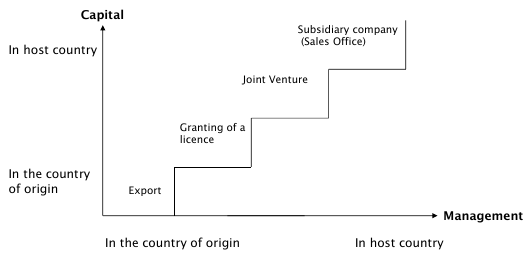 Capital
Subsidiary company
(Sales Office)
In host country
Joint Venture
Granting of a
licence
In the country
of origin
Export
Management
In the country of origin
In host country